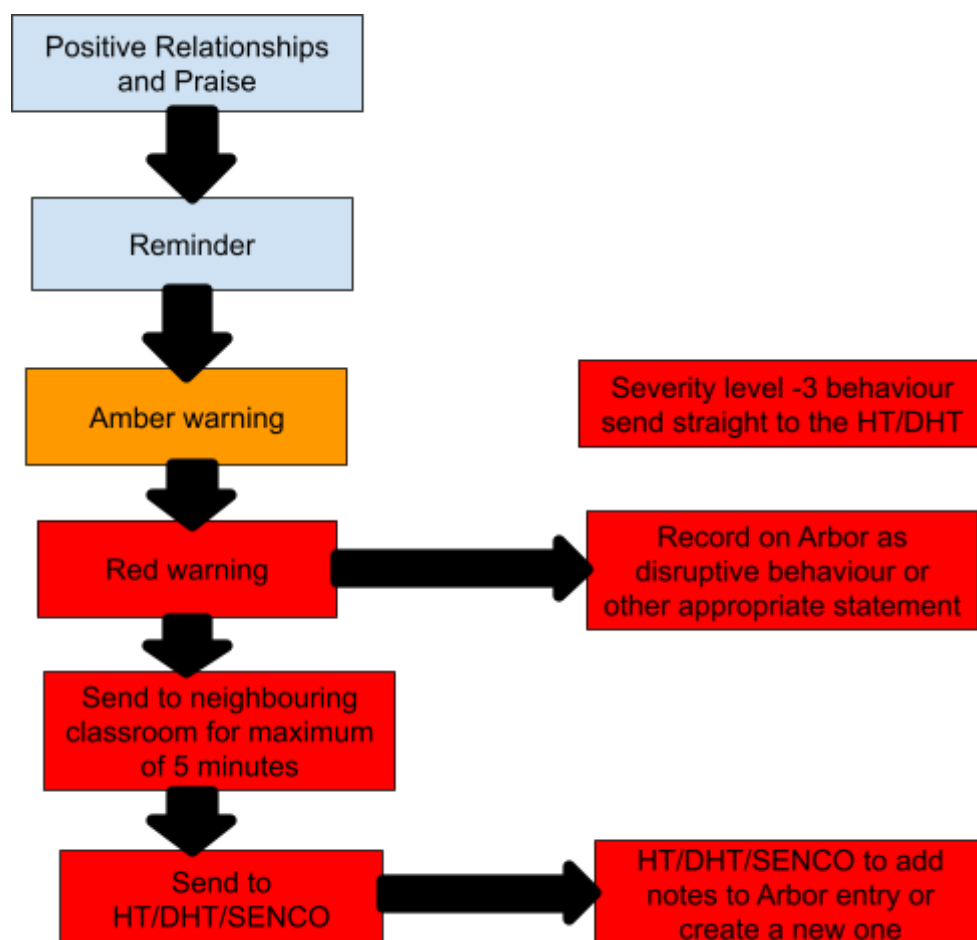 Positive Relationships
and Praise
Reminder
Amber warning
Severity level -3 behaviour
send straight to the HT/DHT
Red warning
Record on Arbor as
disruptive behaviour or
other appropriate statement
Send to neighbouring
classroom for maximum
of 5 minutes
Send to
HT/DHT/SENCO
HT/DHT/SENCO to add
notes to Arbor entry or
create a new one